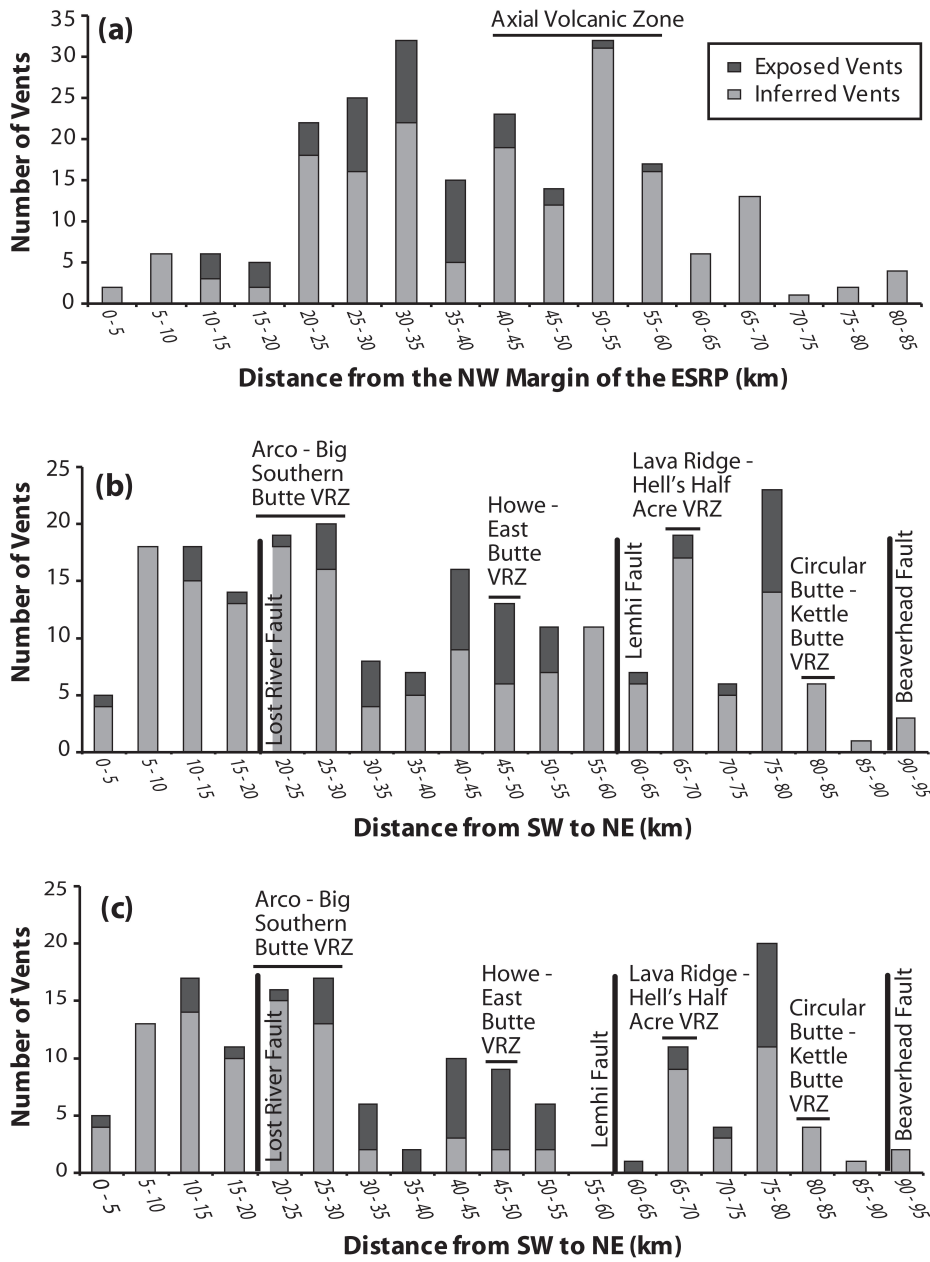 (a)
Axial Volcanic Zone
Exposed Vents
Inferred Vents
Number of Vents
35
30
25
20
15
10
5
0
0 - 5
5 - 10
10 - 15
15 - 20
20 - 25
25 - 30
30 - 35
35 - 40
40 - 45
45 - 50
50 - 55
55 - 60
60 - 65
65 - 70
70 - 75
75 - 80
80 - 85
Distance from the NW Margin of the ESRP (km)
(b)
Arco - Big
Southern
Butte VRZ
Howe -
East
Butte
VRZ
Lava Ridge -
Hell's Half
Acre VRZ
Circular
Butte -
Kettle
Butte
VRZ
Lost River Fault
Lemhi Fault
Beaverhead Fault
Number of Vents
25
20
15
10
5
0
0 - 5
5 - 10
10 - 15
15 - 20
20 - 25
25 - 30
30 - 35
35 - 40
40 - 45
45 - 50
50 - 55
55 - 60
60 - 65
65 - 70
70 - 75
75 - 80
80 - 85
85 - 90
90 - 95
Distance from SW to NE (km)
(c)
Arco - Big
Southern
Butte VRZ
Howe -
East
Butte
VRZ
Lava Ridge -
Hell's Half
Acre VRZ
Circular
Butte -
Kettle
Butte
VRZ
Lost River Fault
Lemhi Fault
Beaverhead Fault
Number of Vents
25
20
15
10
5
0
0 - 5
5 - 10
10 - 15
15 - 20
20 - 25
25 - 30
30 - 35
35 - 40
40 - 45
45 - 50
50 - 55
55 - 60
60 - 65
65 - 70
70 - 75
75 - 80
80 - 85
85 - 90
90 - 95
Distance from SW to NE (km)